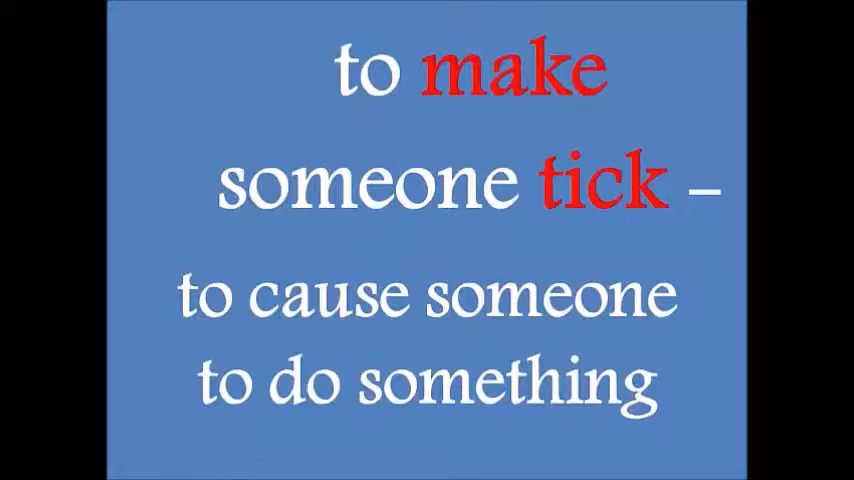 to make
someone tick –
to cause someone
to do something